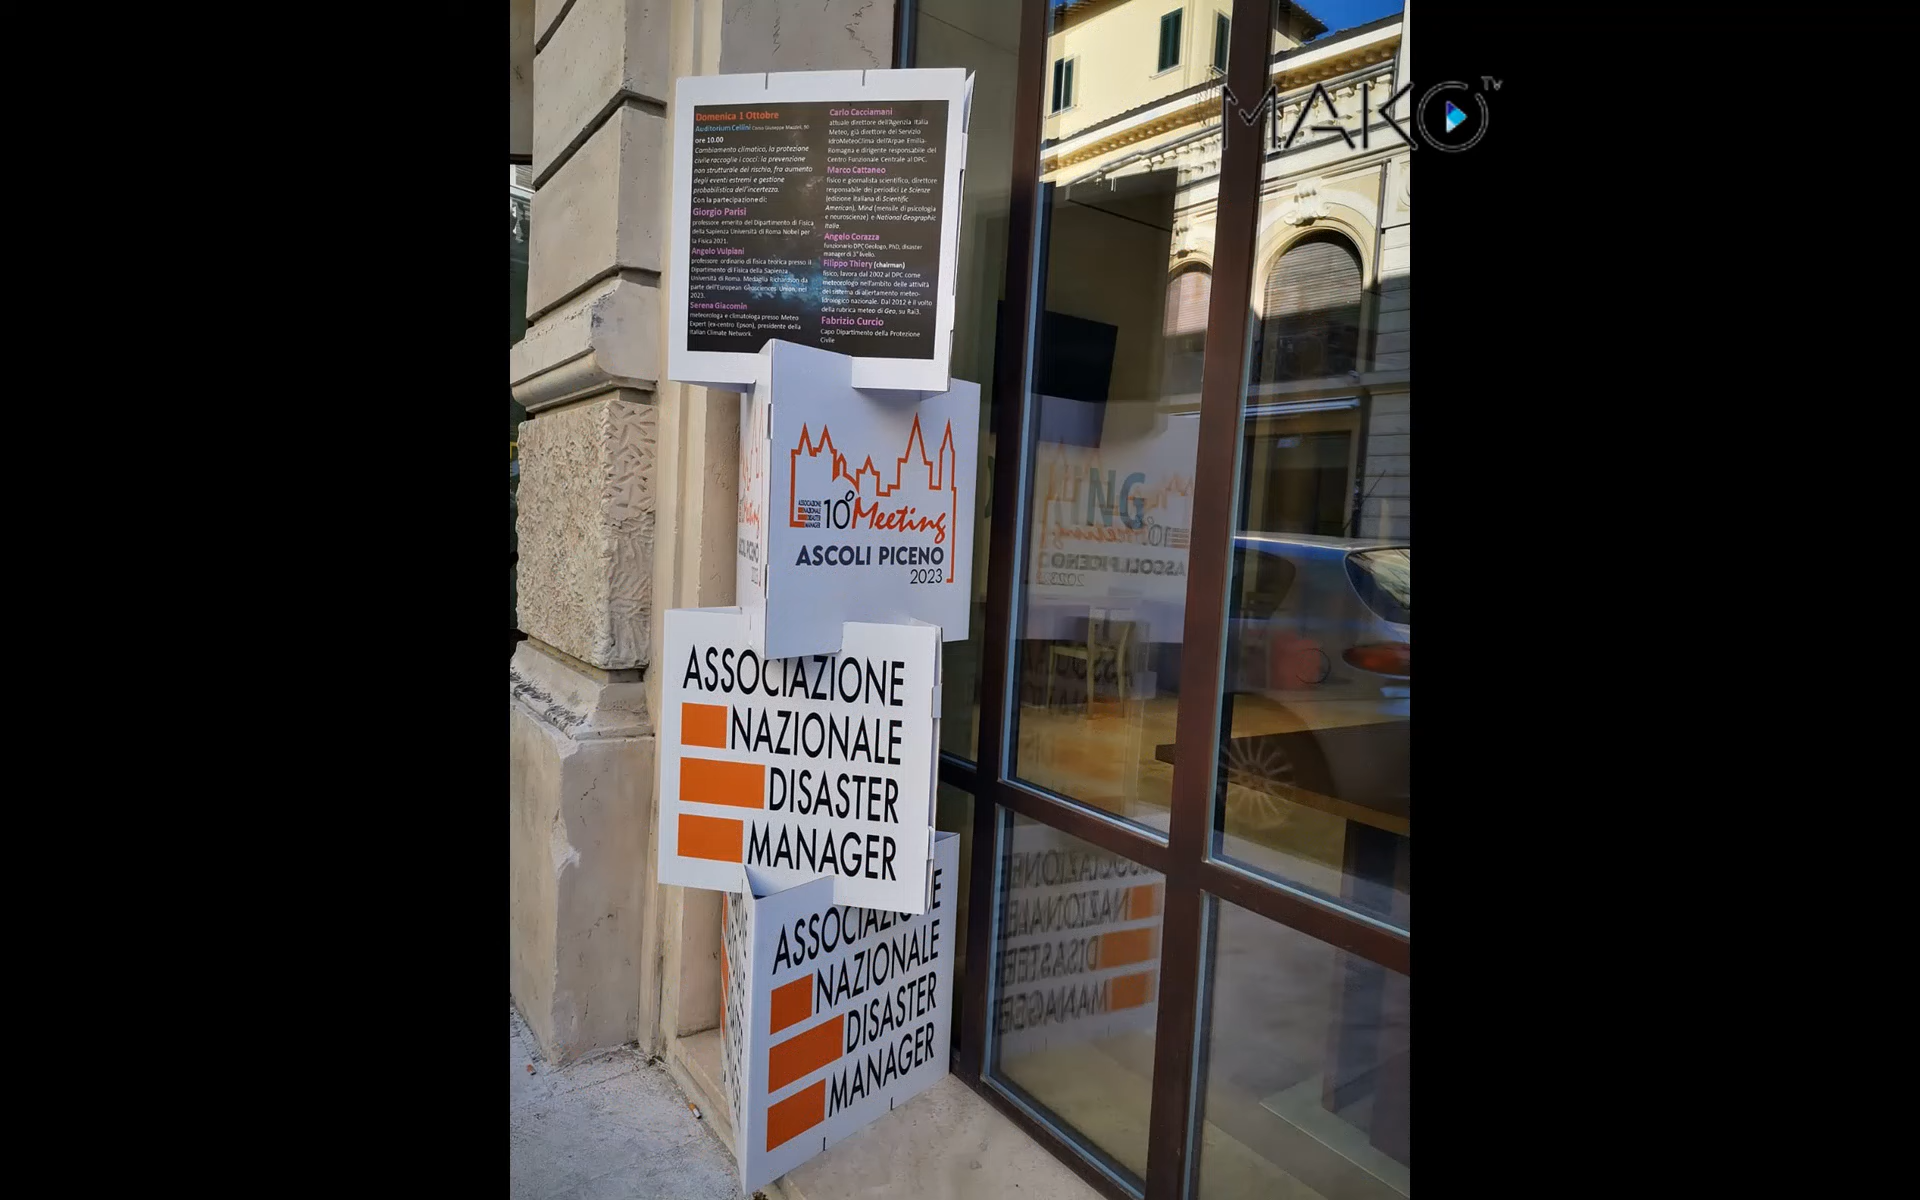 MAKO TV
Domenica 1 Ottobre
Auditorium Cellini Corso Giuseppe Mazzini, 90
ore 10.00
Cambiamento climatico, la protezione
civile raccoglie i cocci: la prevenzione
non strutturale del rischio, fra aumento
degli eventi estremi e gestione
probabilistica dell'incertezza.
Con la partecipazione di:
Giorgio Parisi
professore emerito del Dipartimento di Fisica
della Sapienza Università di Roma Nobel per
la Fisica 2021.
Angelo Vulpiani
professore ordinario di fisica teorica presso il
Dipartimento di Fisica della Sapienza
Università di Roma. Medaglia Richardson da
parte dell'European Geosciences Union, nel
2023.
Serena Giacomin
meteorologa e climatologa presso Meteo
Expert (ex-centro Epson), presidente della
Italian Climate Network.
Carlo Cacciamani
attuale direttore dell'Agenzia Italia
Meteo, già direttore del Servizio
IdroMeteoClima dell'Arpae Emilia-
Romagna e dirigente responsabile del
Centro Funzionale Centrale al DPC.
Marco Cattaneo
fisico e giornalista scientifico, direttore
responsabile dei periodici Le Scienze
(edizione italiana di Scientific
American), Mind (mensile di psicologia
e neuroscienze) e National Geographic
Italia.
Angelo Corazza
funzionario DPC Geologo, PhD, disaster
manager di 3° livello.
Filippo Thiery (chairman)
fisico, lavora dal 2002 al DPC come
meteorologo nell'ambito delle attività
del sistema di allertamento meteo-
idrologico nazionale. Dal 2012 è il volto
della rubrica meteo di Geo, su Rai3.
Fabrizio Curcio
Capo Dipartimento della Protezione
Civile
ASSOCIAZIONE
NAZIONALE
DISASTER
MANAGER
10° Meeting
ASCOLI PICENO
2023
ING
ASSOCIAZIONE
NAZIONALE
DISASTER
MANAGER
ASSOCIAZIONE
NAZIONALE
DISASTER
MANAGER